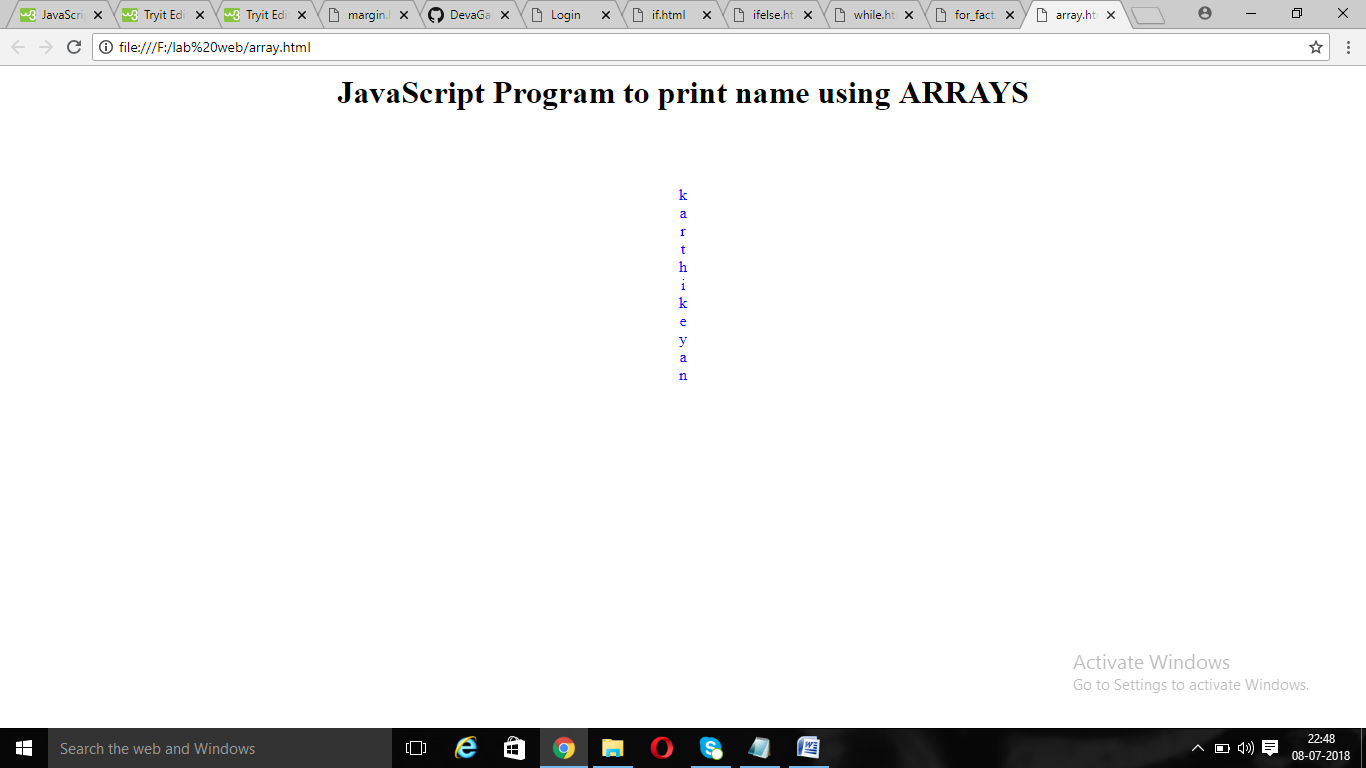 JavaScri
Tryit Edi
Tryit Edi
margin.
DevaGa
Login
if.html
ifelse.ht
while.ht
for_fact
array.ht
file:///F:/lab%20web/array.html
JavaScript Program to print name using ARRAYS
k
a
r
t
h
i
k
e
y
a
n
Activate Windows
Go to Settings to activate Windows.
Search the web and Windows
22:48
08-07-2018